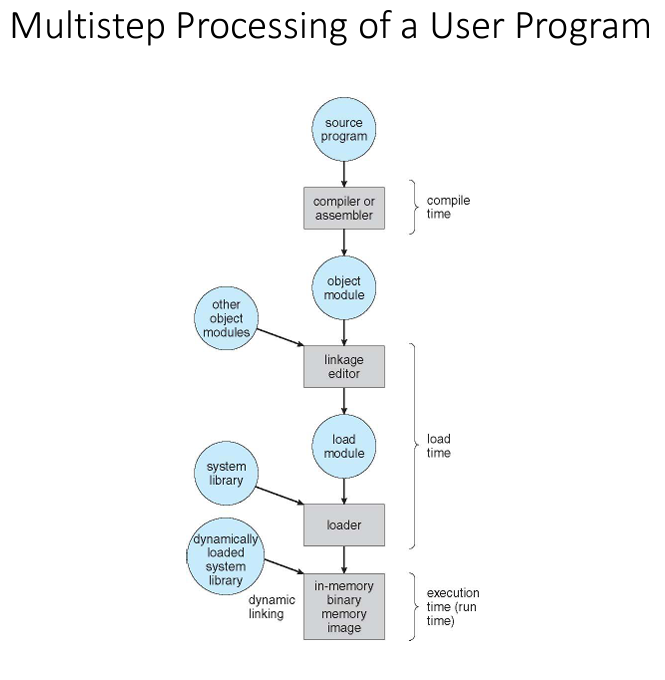 Multistep Processing of a User Program
source
program
compiler or
assembler
compile
time
object
module
other
object
modules
linkage
editor
load
module
load
time
system
library
loader
dynamically
loaded
system
library
dynamic
linking
in-memory
binary
memory
image
execution
time (run
time)